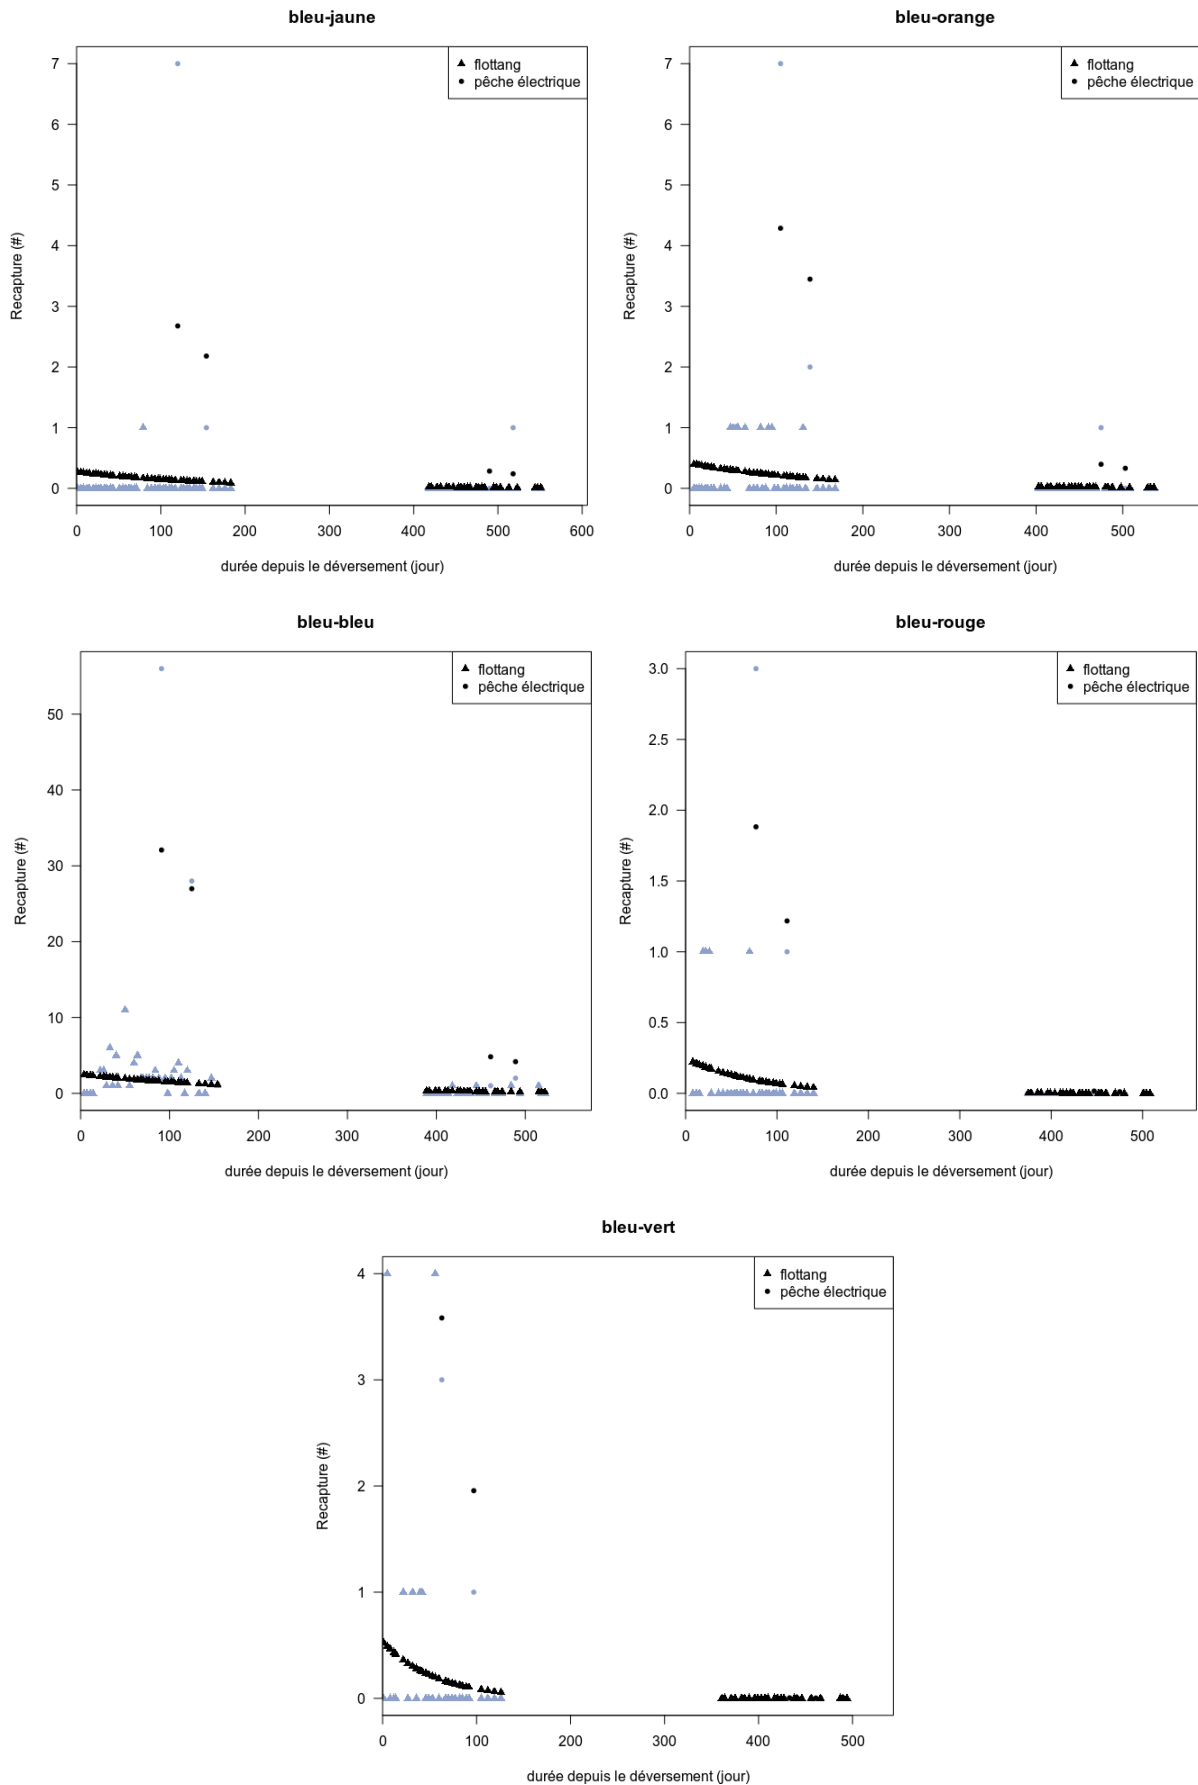 bleu-jaune
flottang
pêche électrique
7
6
5
4
3
2
1
0
Recapture (#)
0 100 200 300 400 500 600
durée depuis le déversement (jour)
bleu-orange
flottang
pêche électrique
7
6
5
4
3
2
1
0
Recapture (#)
0 100 200 300 400 500
durée depuis le déversement (jour)
bleu-bleu
flottang
pêche électrique
50
40
30
20
10
0
Recapture (#)
0 100 200 300 400 500
durée depuis le déversement (jour)
bleu-rouge
flottang
pêche électrique
3.0
2.5
2.0
1.5
1.0
0.5
0.0
Recapture (#)
0 100 200 300 400 500
durée depuis le déversement (jour)
bleu-vert
flottang
pêche électrique
4
3
2
1
0
Recapture (#)
0 100 200 300 400 500
durée depuis le déversement (jour)